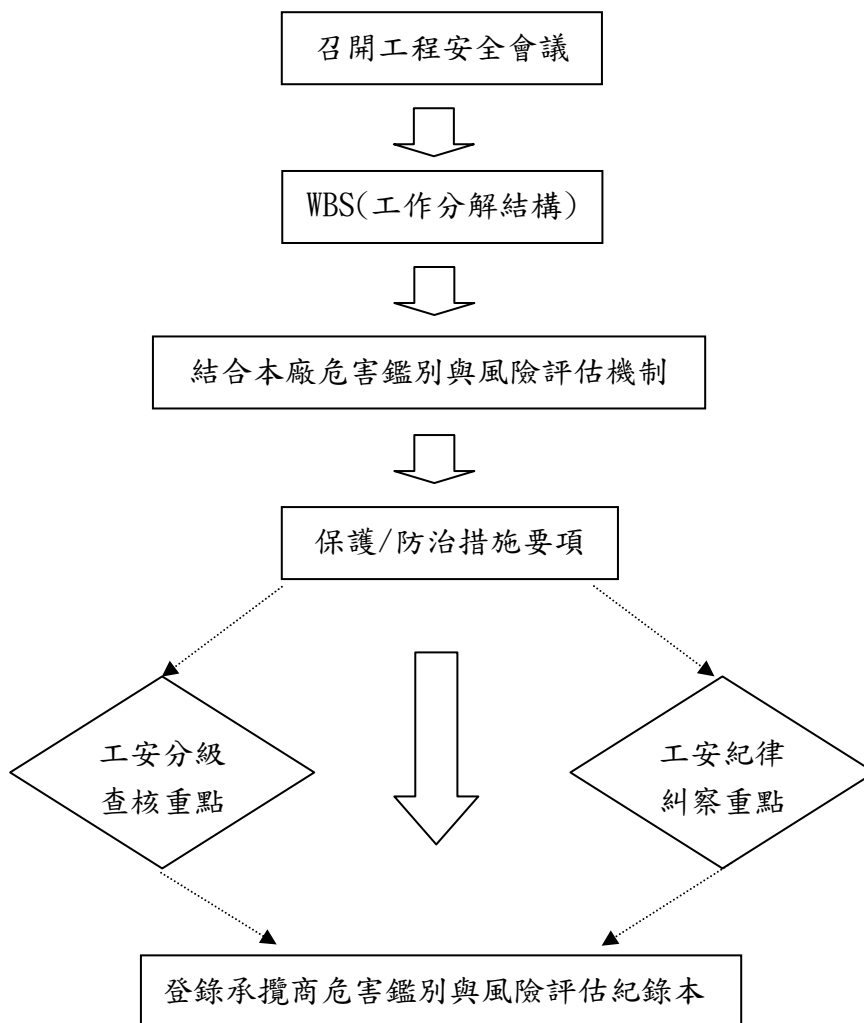 召開工程安全會議
WBS(工作分解結構)
結合本廠危害鑑別與風險評估機制
保護/防治措施要項
工安分級
查核重點
工安紀律
糾察重點
登錄承攬商危害鑑別與風險評估紀錄本